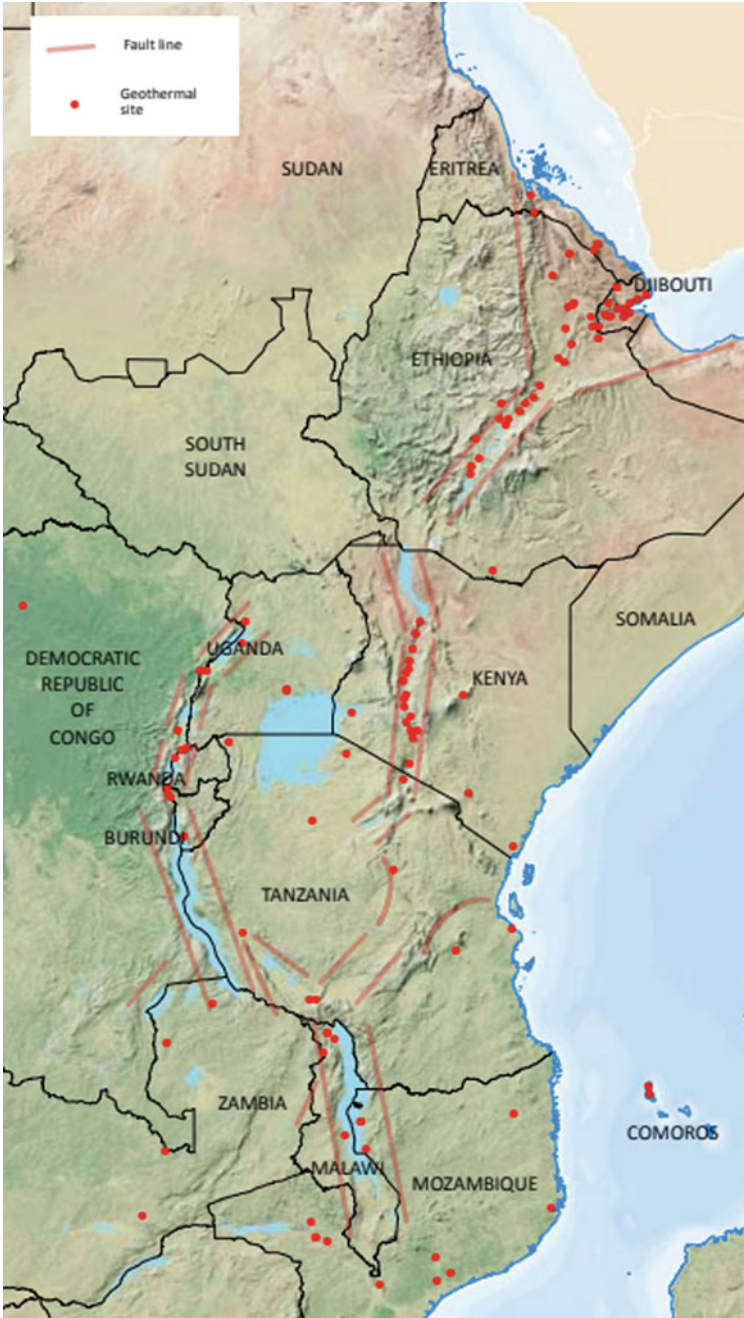 Fault line
Geothermal
site
SUDAN
ERITREA
DJIBOUTI
ETHIOPIA
SOUTH
SUDAN
SOMALIA
UGANDA
DEMOCRATIC
REPUBLIC
OF
CONGO
KENYA
RWANDA
BURUNDI
TANZANIA
ZAMBIA
COMOROS
MALAWI
MOZAMBIQUE